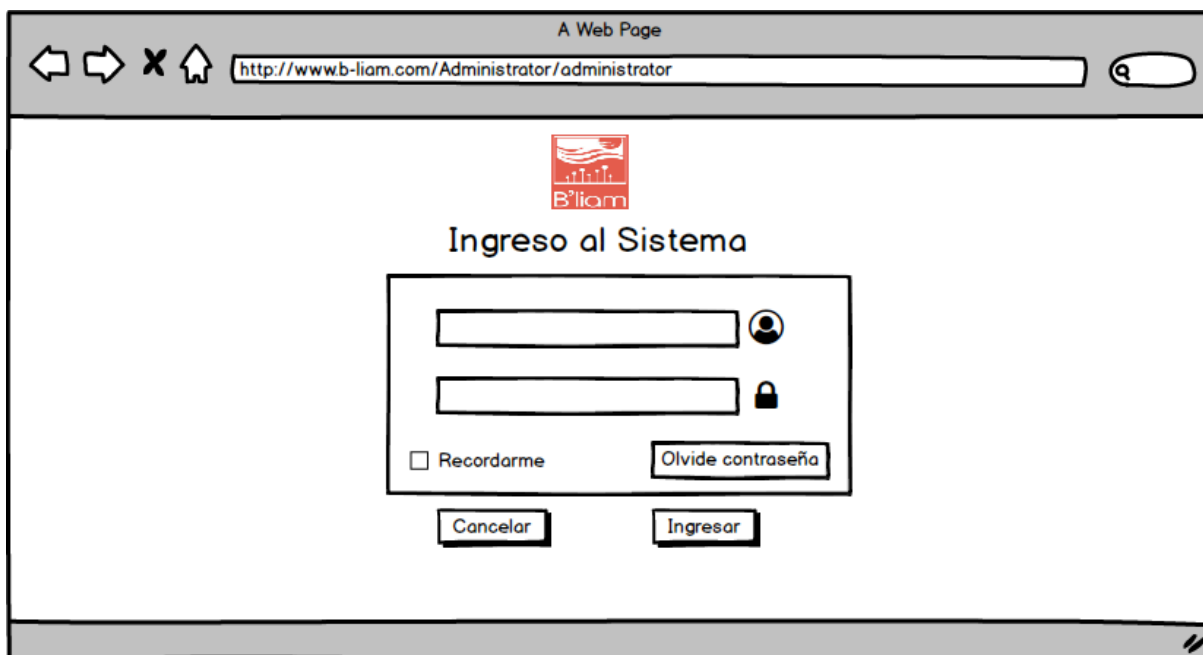 A Web Page
http://www.b-liam.com/Administrator/administrator
B'liam
Ingreso al Sistema
Recordarme
Olvide contraseña
Cancelar
Ingresar